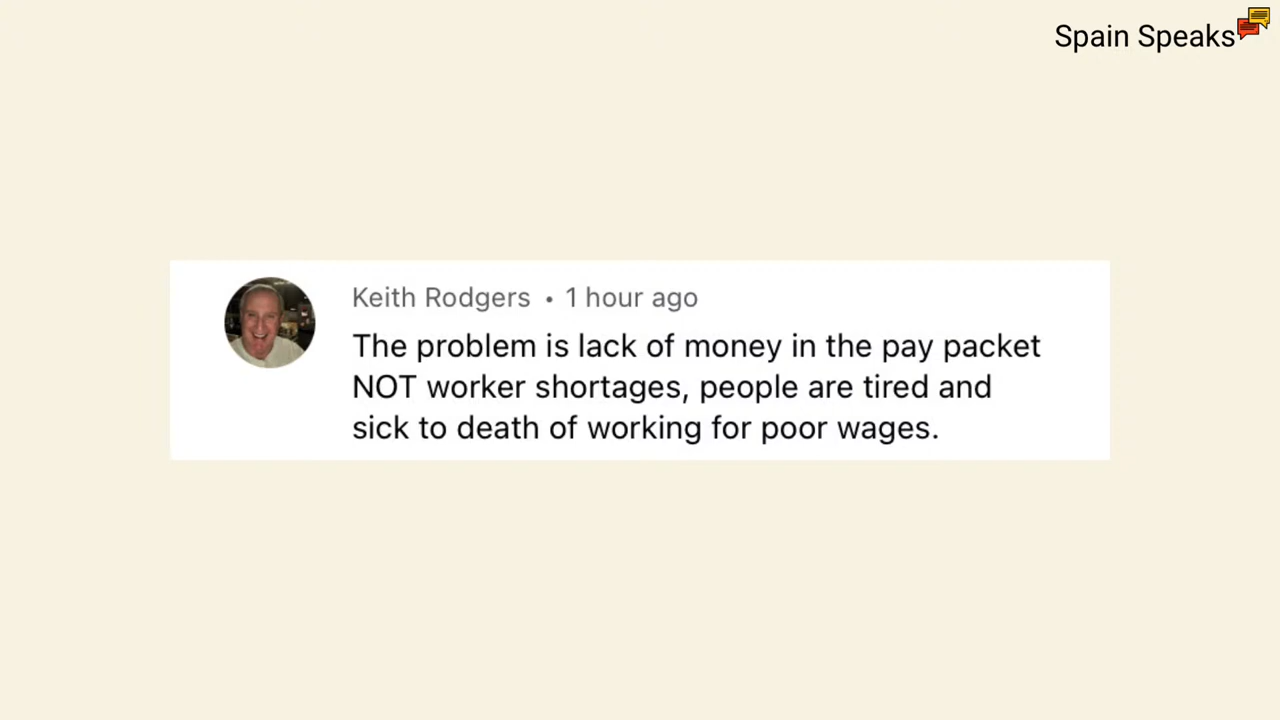 Spain Speaks
Keith Rodgers • 1 hour ago
The problem is lack of money in the pay packet
NOT worker shortages, people are tired and
sick to death of working for poor wages.